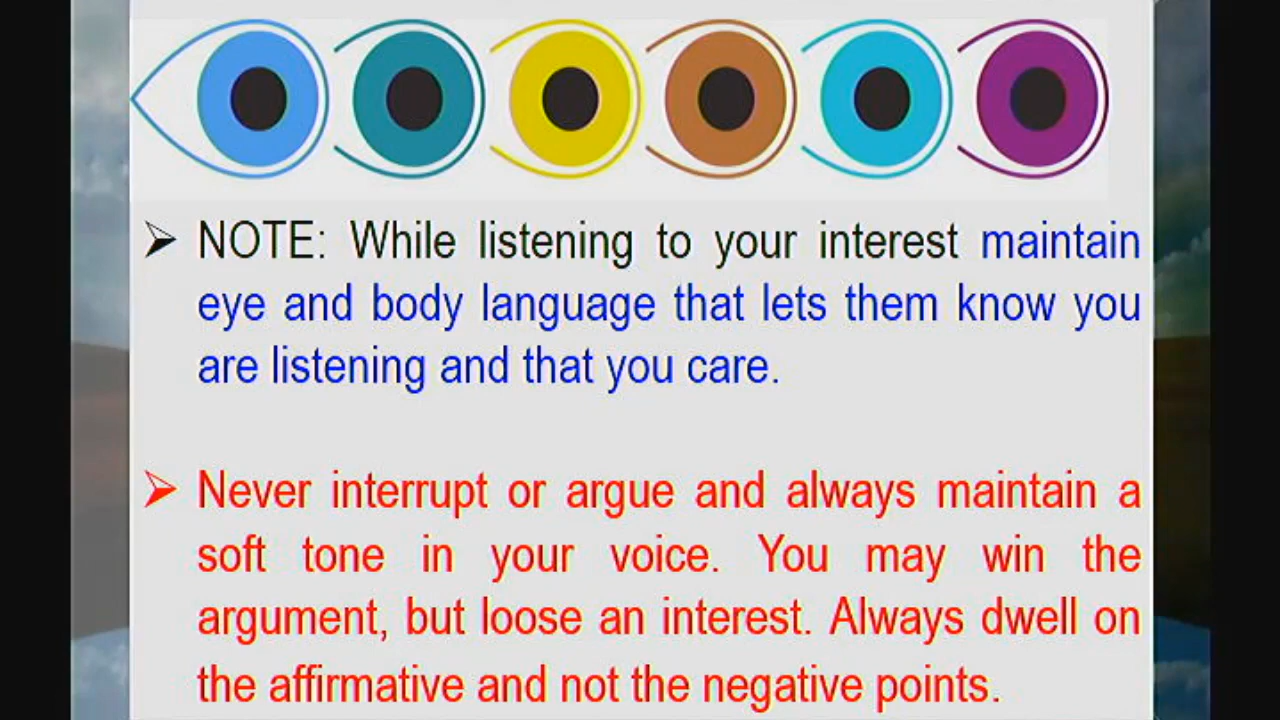 NOTE: While listening to your interest maintain
eye and body language that lets them know you
are listening and that you care.
Never interrupt or argue and always maintain a
soft tone in your voice. You may win the
argument, but loose an interest. Always dwell on
the affirmative and not the negative points.